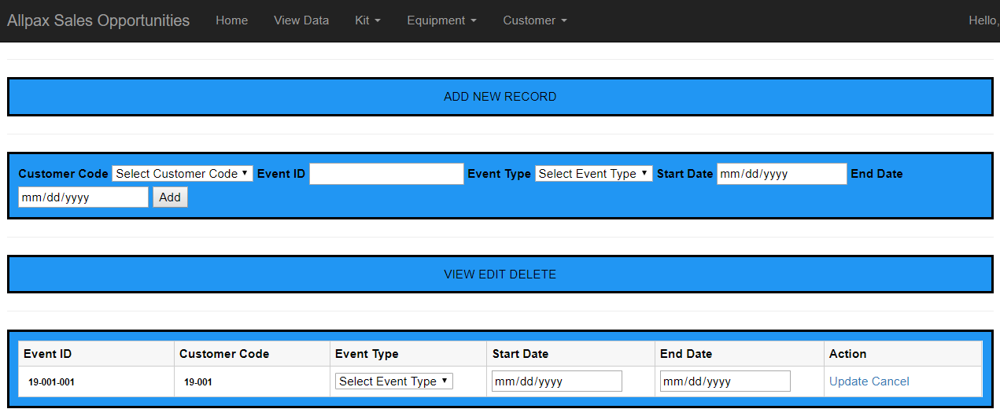 Allpax Sales Opportunities Home View Data Kit Equipment Customer Hello,
ADD NEW RECORD
Customer Code Select Customer Code Event ID Event Type Select Event Type Start Date mm/dd/yyyy End Date
mm/dd/yyyy Add
VIEW EDIT DELETE
Event ID Customer Code Event Type Start Date End Date Action
19-001-001 19-001 Select Event Type mm/dd/yyyy mm/dd/yyyy Update Cancel